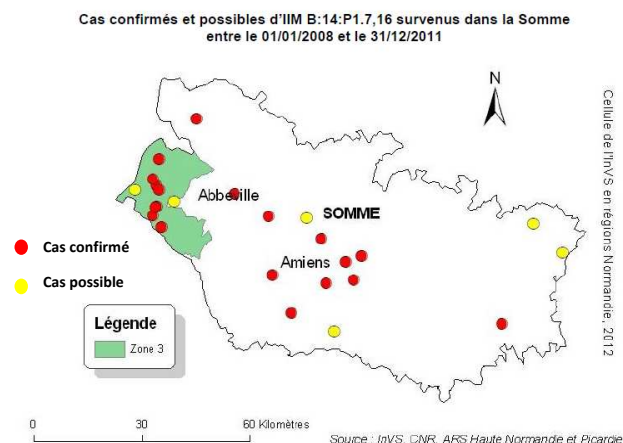 Cas confirmés et possibles d'IIM B:14:P1.7,16 survenus dans la Somme
entre le 01/01/2008 et le 31/12/2011
N
Cellule de l'InVS en régions Normandie, 2012
Abbeville
SOMME
Cas confirmé
Amiens
Cas possible
Légende
Zone 3
0 30 60 Kilomètres
Source : InVS, CNR, ARS Haute Normandie et Picardie